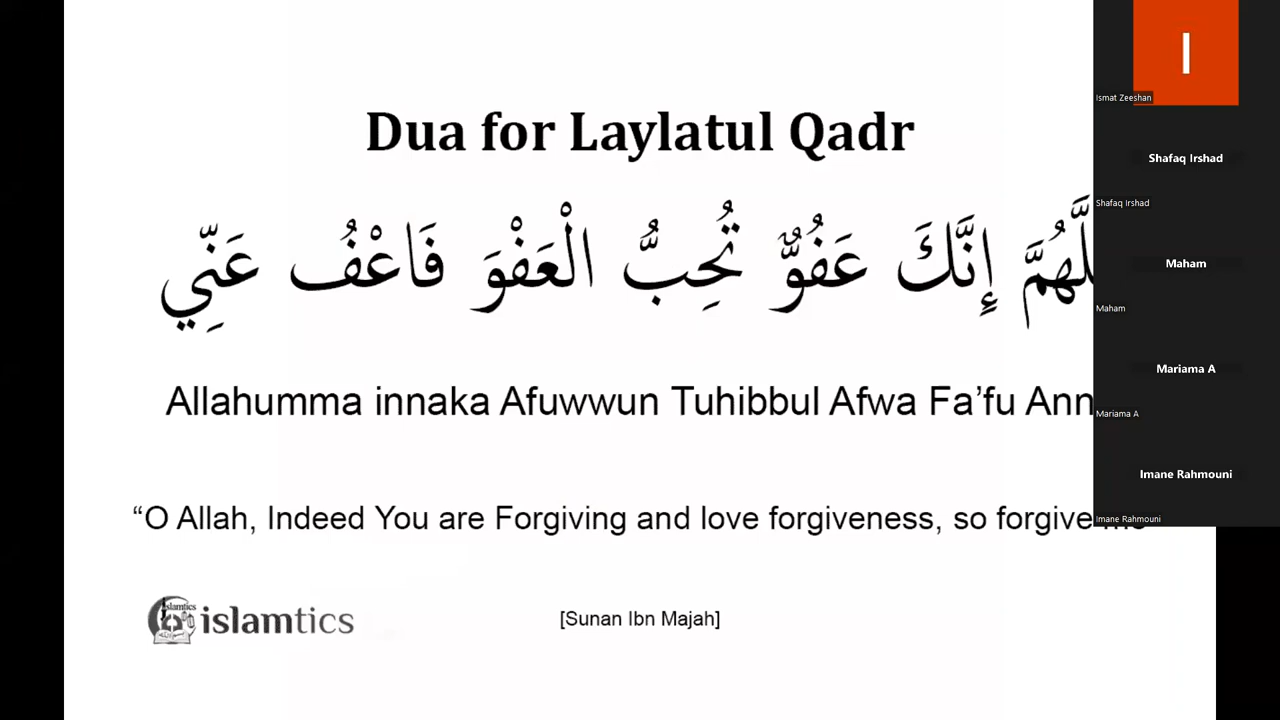 Dua for Laylatul Qadr
إِنَّكَ عَفُوٌّ تُحِبُّ الْعَفْوَ فَاعْفُ عَنِّي
Allahumma innaka Afuwwun Tuhibbul Afwa Fa’fu Ann
“O Allah, Indeed You are Forgiving and love forgiveness, so forgive
islamtics
[Sunan Ibn Majah]
I
Ismat Zeeshan
Shafaq Irshad
Shafaq Irshad
Maham
Maham
Mariama A
Mariama A
Imane Rahmouni
Imane Rahmouni